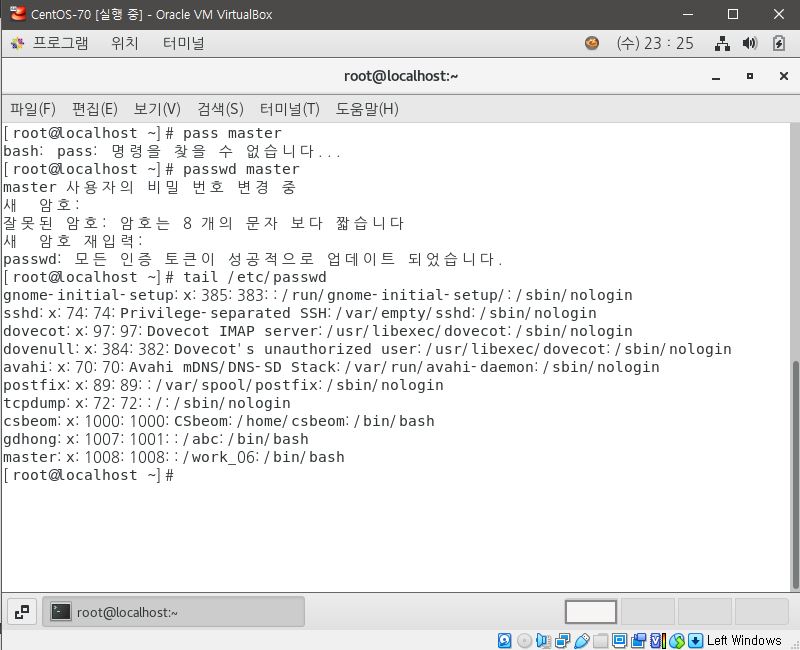 CentOS-70 [실행 중] - Oracle VM VirtualBox
프로그램 위치 터미널 (수) 23 : 25
root@localhost:~
파일(F) 편집(E) 보기(V) 검색(S) 터미널(T) 도움말(H)
[root@localhost ~]# pass master
bash: pass: 명령을 찾을 수 없습니다...
[root@localhost ~]# passwd master
master 사용자의 비밀 번호 변경 중
새 암호:
잘못된 암호: 암호는 8 개의 문자 보다 짧습니다
새 암호 재입력:
passwd: 모든 인증 토큰이 성공적으로 업데이트 되었습니다.
[root@localhost ~]# tail /etc/passwd
gnome-initial-setup:x:385:383::/run/gnome-initial-setup/:/sbin/nologin
sshd:x:74:74:Privilege-separated SSH:/var/empty/sshd:/sbin/nologin
dovecot:x:97:97:Dovecot IMAP server:/usr/libexec/dovecot:/sbin/nologin
dovenull:x:384:382:Dovecot's unauthorized user:/usr/libexec/dovecot:/sbin/nologin
avahi:x:70:70:Avahi mDNS/DNS-SD Stack:/var/run/avahi-daemon:/sbin/nologin
postfix:x:89:89::/var/spool/postfix:/sbin/nologin
tcpdump:x:72:72::/:/sbin/nologin
csbeom:x:1000:1000:CSbeom:/home/csbeom:/bin/bash
gdhong:x:1007:1001::/abc:/bin/bash
master:x:1008:1008::/work_06:/bin/bash
[root@localhost ~]#
root@localhost:~
Left Windows